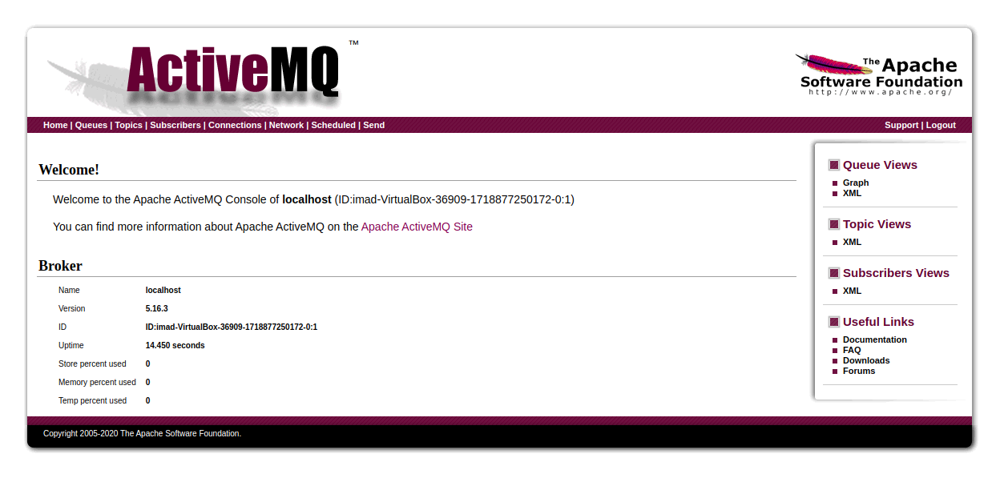 ActiveMQ ™
The Apache
Software Foundation
http://www.apache.org/
Home | Queues | Topics | Subscribers | Connections | Network | Scheduled | Send
Support | Logout
Welcome!
Welcome to the Apache ActiveMQ Console of localhost (ID:imad-VirtualBox-36909-1718877250172-0:1)
You can find more information about Apache ActiveMQ on the Apache ActiveMQ Site
Broker
Name localhost
Version 5.16.3
ID ID:imad-VirtualBox-36909-1718877250172-0:1
Uptime 14.450 seconds
Store percent used 0
Memory percent used 0
Temp percent used 0
Queue Views
Graph
XML
Topic Views
XML
Subscribers Views
XML
Useful Links
Documentation
FAQ
Downloads
Forums
Copyright 2005-2020 The Apache Software Foundation.